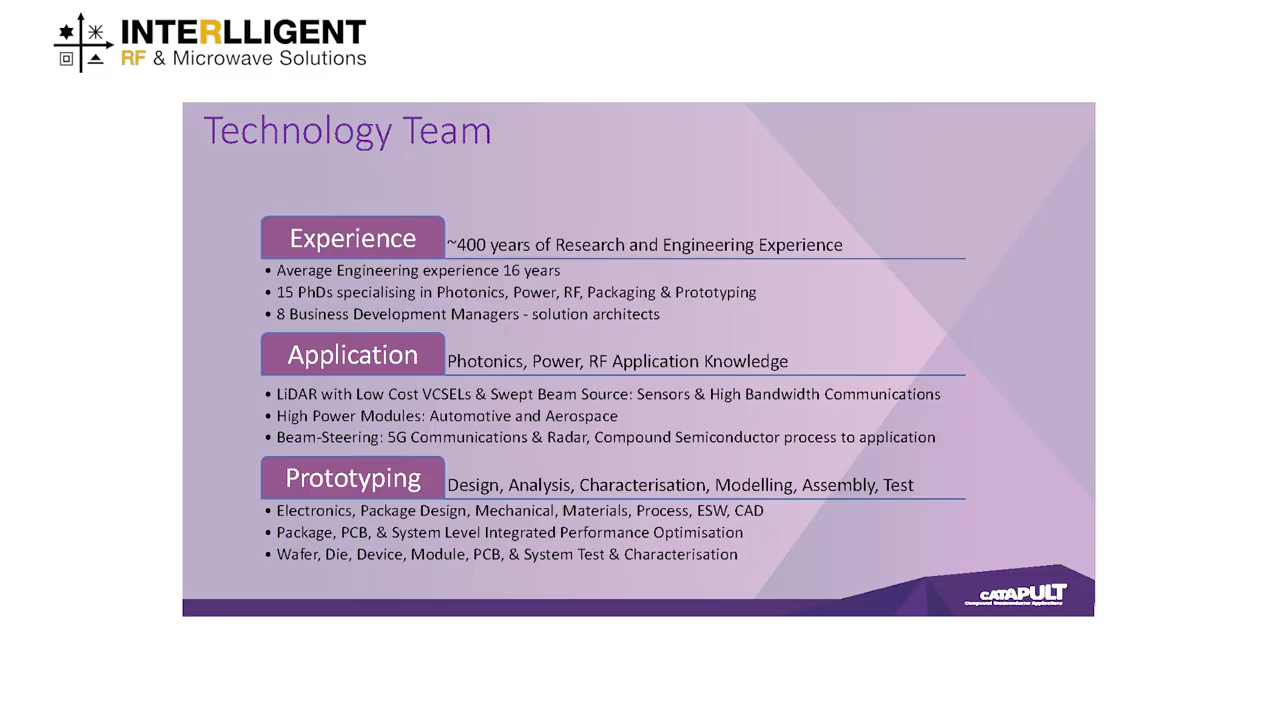 INTERLLIGENT
RF & Microwave Solutions
Technology Team
Experience
~400 years of Research and Engineering Experience
• Average Engineering experience 16 years
• 15 PhDs specialising in Photonics, Power, RF, Packaging & Prototyping
• 8 Business Development Managers - solution architects
Application
Photonics, Power, RF Application Knowledge
• LiDAR with Low Cost VCSELs & Swept Beam Source: Sensors & High Bandwidth Communications
• High Power Modules: Automotive and Aerospace
• Beam-Steering: 5G Communications & Radar, Compound Semiconductor process to application
Prototyping
Design, Analysis, Characterisation, Modelling, Assembly, Test
• Electronics, Package Design, Mechanical, Materials, Process, ESW, CAD
• Package, PCB, & System Level Integrated Performance Optimisation
• Wafer, Die, Device, Module, PCB, & System Test & Characterisation
CATAPULT
Compound Semiconductor Applications